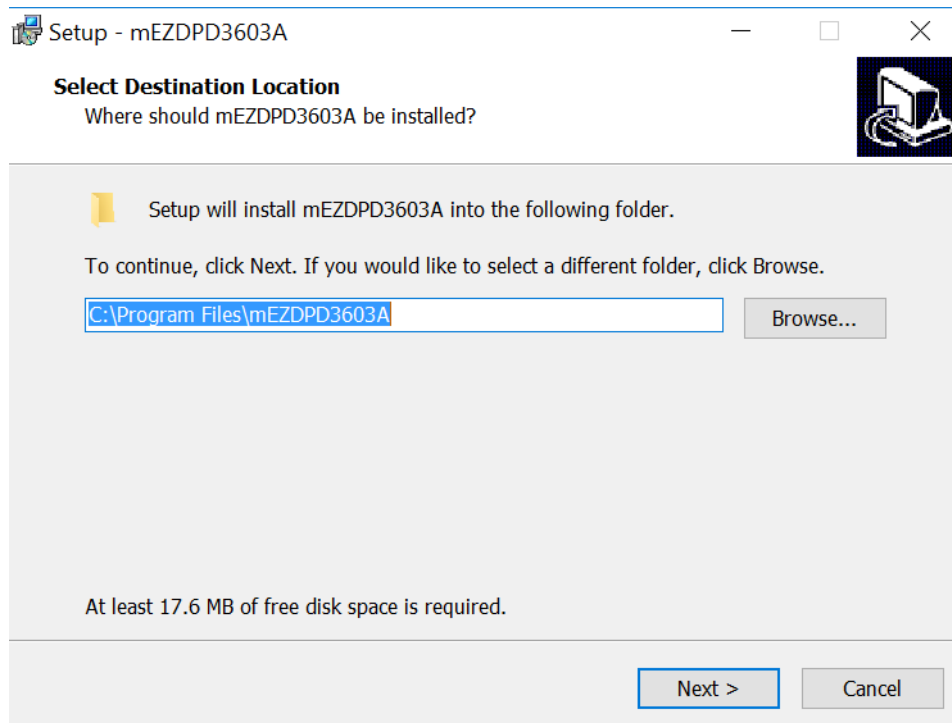 Setup - mEZDPD3603A
Select Destination Location
Where should mEZDPD3603A be installed?
Setup will install mEZDPD3603A into the following folder.
To continue, click Next. If you would like to select a different folder, click Browse.
C:\Program Files\mEZDPD3603A
Browse...
At least 17.6 MB of free disk space is required.
Next >
Cancel